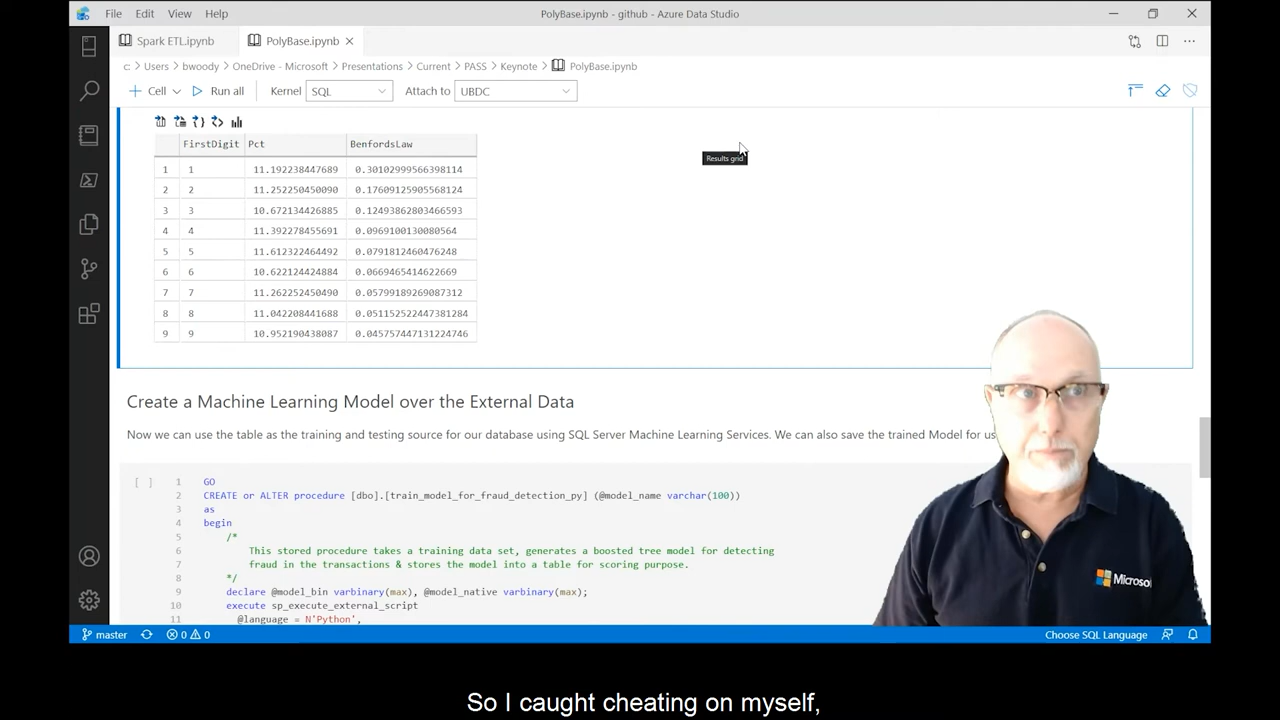 File Edit View Help PolyBase.ipynb - github - Azure Data Studio
Spark ETL.ipynb PolyBase.ipynb
c: > Users > bwoody > OneDrive - Microsoft > Presentations > Current > PASS > Keynote > PolyBase.ipynb
Cell Run all Kernel SQL Attach to UBDC
FirstDigit Pct BenfordsLaw
Results grid
1 1 11.192238447689 0.30102999566398114
2 2 11.252250450090 0.17609125905568124
3 3 10.672134426885 0.12493862803466593
4 4 11.392278455691 0.0969100130080564
5 5 11.612322464492 0.0791812460476248
6 6 10.622124424884 0.0669465414622669
7 7 11.262252450490 0.05799189269087312
8 8 11.042208441688 0.051152522447381284
9 9 10.952190438087 0.045757447131224746
Create a Machine Learning Model over the External Data
Now we can use the table as the training and testing source for our database using SQL Server Machine Learning Services. We can also save the trained Model for
[ ] 1 GO
2 CREATE or ALTER procedure [dbo].[train_model_for_fraud_detection_py] (@model_name varchar(100))
3 as
4 begin
5 /*
6 This stored procedure takes a training data set, generates a boosted tree model for detecting
7 fraud in the transactions & stores the model into a table for scoring purpose.
8 */
9 declare @model_bin varbinary(max), @model_native varbinary(max);
10 execute sp_execute_external_script
11 @language = N'Python',
Microso
master 0 0 Choose SQL Language
So I caught cheating on myself,